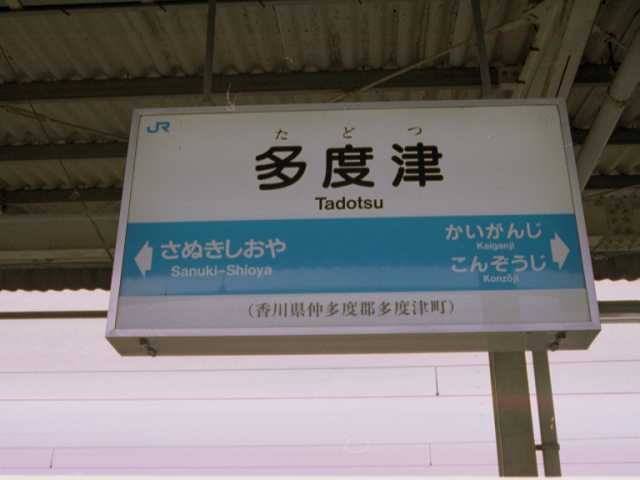 JR
た ど つ
多度津
Tadotsu
さぬきしおや
Sanuki-Shioya
かいがんじ
Kaiganji
こんぞうじ
Konzōji
（香川県仲多度郡多度津町）